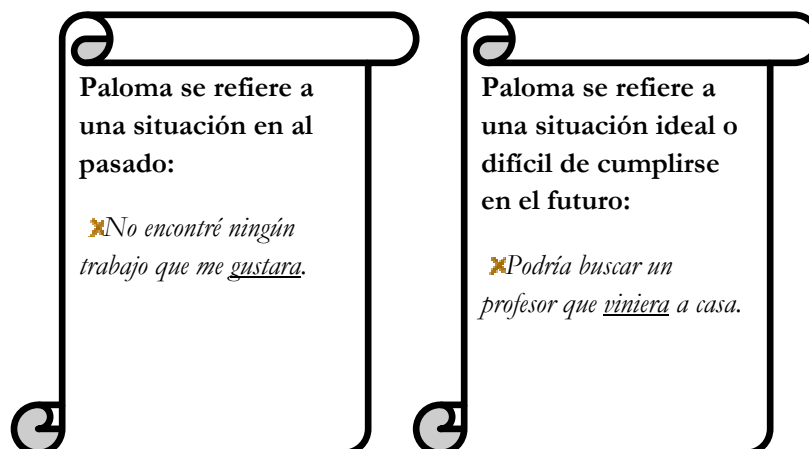 Paloma se refiere a
una situación en al
pasado:
No encontré ningún
trabajo que me gustara.
Paloma se refiere a
una situación ideal o
difícil de cumplirse
en el futuro:
Podría buscar un
profesor que viniera a casa.